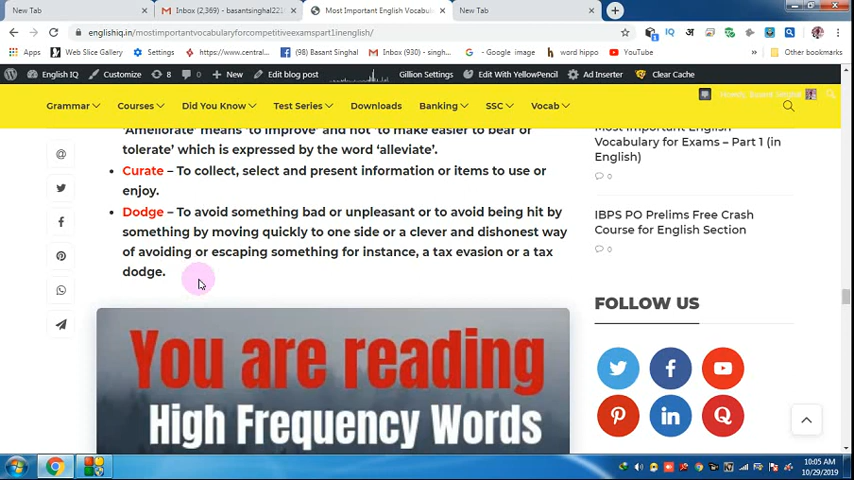 New Tab
Inbox (2,369) - basantsinghal221
Most Important English Vocabul
New Tab
englishiq.in/mostimportantvocabularyforcompetitiveexamspart1inenglish/
Apps
Web Slice Gallery
Settings
https://www.central...
(98) Basant Singhal
Inbox (930) - singh...
- Google image
word hippo
YouTube
Other bookmarks
English IQ
Customize
8
0
New
Edit blog post
Gillion Settings
Edit With YellowPencil
Ad Inserter
Clear Cache
Howdy, Basant Singhal
Grammar
Courses
Did You Know
Test Series
Downloads
Banking
SSC
Vocab
'Ameliorate' means 'to improve' and not 'to make easier to bear or
tolerate' which is expressed by the word 'alleviate'.
• Curate – To collect, select and present information or items to use or
enjoy.
• Dodge – To avoid something bad or unpleasant or to avoid being hit by
something by moving quickly to one side or a clever and dishonest way
of avoiding or escaping something for instance, a tax evasion or a tax
dodge.
You are reading
High Frequency Words
Most Important English
Vocabulary for Exams – Part 1 (in
English)
0
IBPS PO Prelims Free Crash
Course for English Section
0
FOLLOW US
10:05 AM
10/29/2019